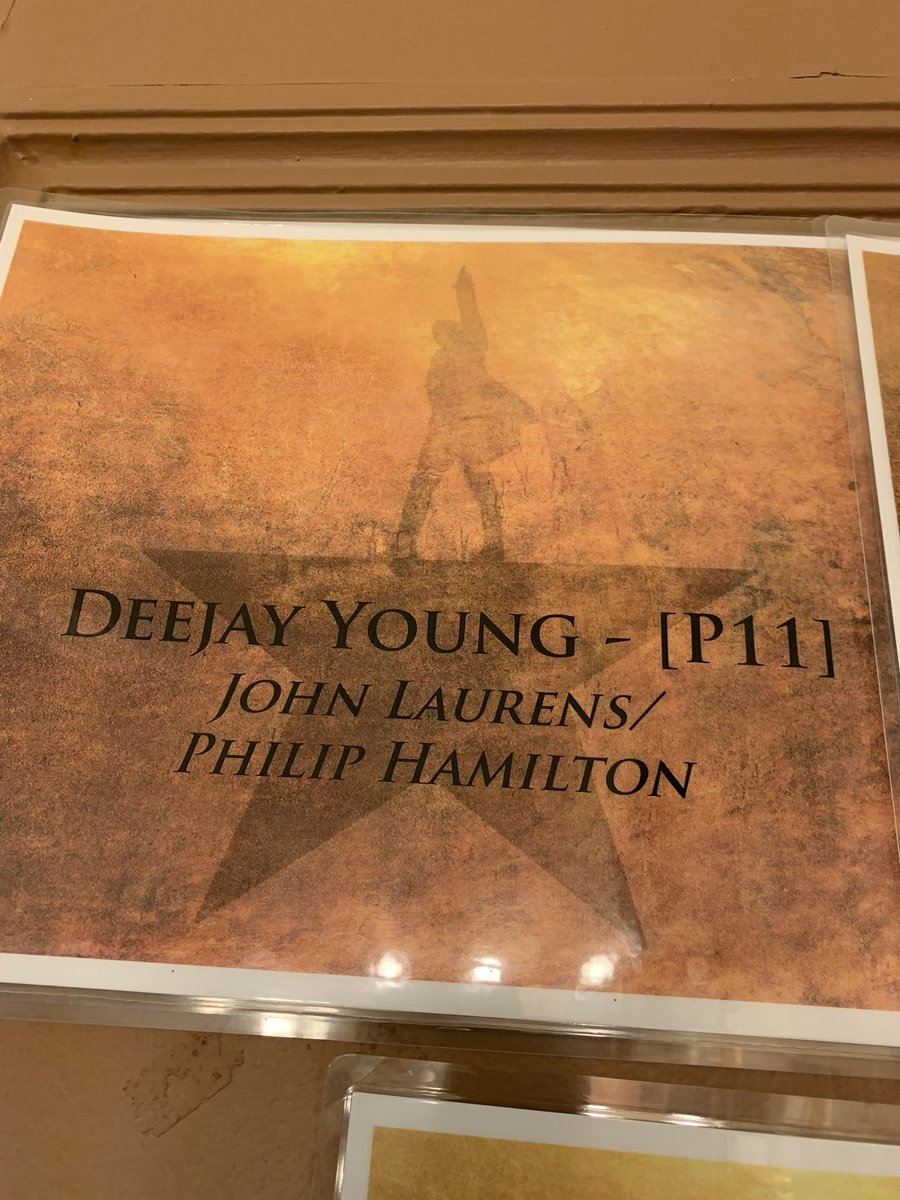 Deejay Young - [P11]
John Laurens/
Philip Hamilton